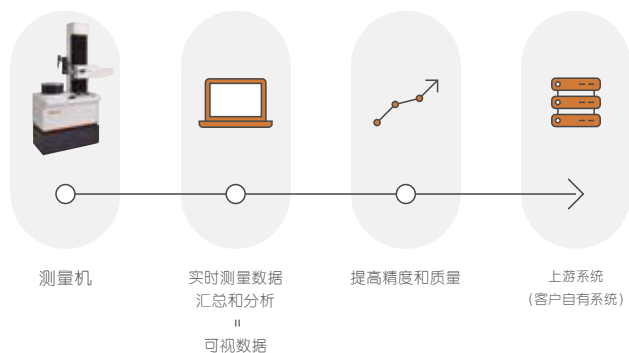 测量机
实时测量数据
汇总和分析
=
可视数据
提高精度和质量
上游系统
（客户自有系统）